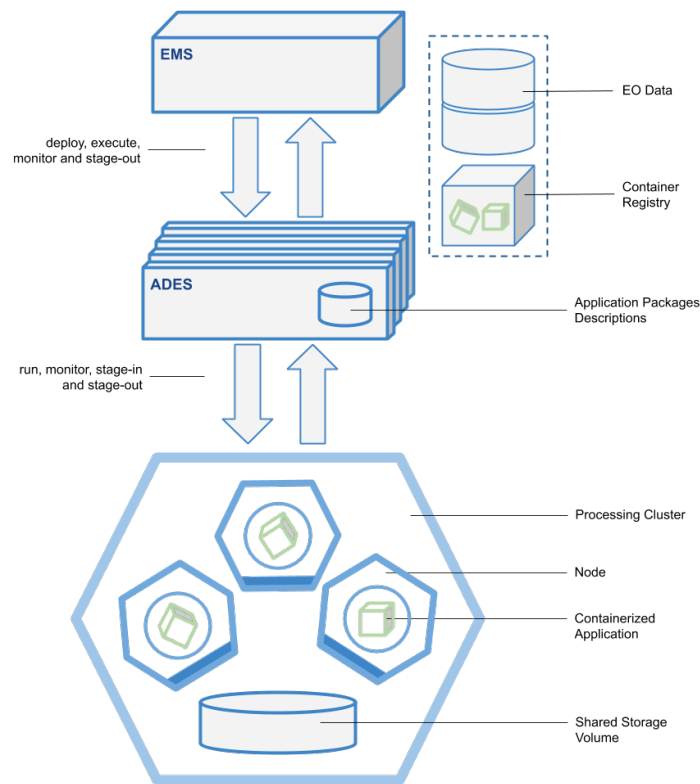 EMS
EO Data
deploy, execute,
monitor and stage-out
Container
Registry
ADES
Application Packages
Descriptions
run, monitor, stage-in
and stage-out
Processing Cluster
Node
Containerized
Application
Shared Storage
Volume